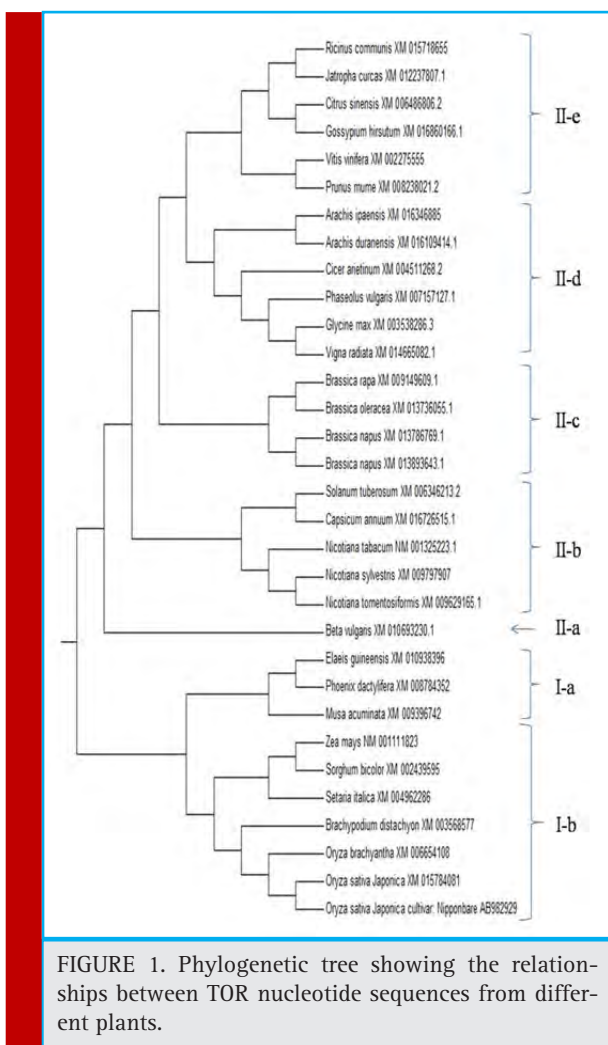 Ricinus communis XM 015718655
Jatropha curcas XM 012237807.1
Citrus sinensis XM 006486806.2
Gossypium hirsutum XM 016860166.1
Vitis vinifera XM 002275555
Prunus mume XM 008238021.2
II-e
Arachis ipaensis XM 016346885
Arachis duranensis XM 016109414.1
Cicer arietinum XM 004511268.2
Phaseolus vulgaris XM 007157127.1
Glycine max XM 003538286.3
Vigna radiata XM 014665082.1
II-d
Brassica rapa XM 009149609.1
Brassica oleracea XM 013736055.1
Brassica napus XM 013786769.1
Brassica napus XM 013893643.1
II-c
Solanum tuberosum XM 006346213.2
Capsicum annuum XM 016726515.1
Nicotiana tabacum NM 001325223.1
Nicotiana sylvestris XM 009797907
Nicotiana tomentosiformis XM 009629165.1
II-b
Beta vulgaris XM 010693230.1
II-a
Elaeis guineensis XM 010938396
Phoenix dactylifera XM 008784352
Musa acuminata XM 009396742
I-a
Zea mays NM 001111823
Sorghum bicolor XM 002439595
Setaria italica XM 004962286
Brachypodium distachyon XM 003568577
Oryza brachyantha XM 006654108
Oryza sativa Japonica XM 015784081
Oryza sativa Japonica cultivar: Nipponbare AB982929
I-b
FIGURE 1. Phylogenetic tree showing the relation-
ships between TOR nucleotide sequences from differ-
ent plants.